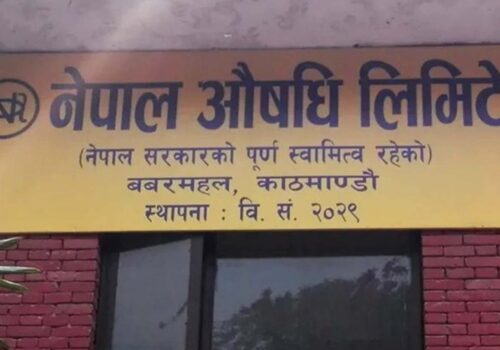 नेपाल औषधि लिमिटे
(नेपाल सरकारको पूर्ण स्वामित्व रहेको)
बबरमहल, काठमाण्डौ
स्थापना : वि. सं. २०२९